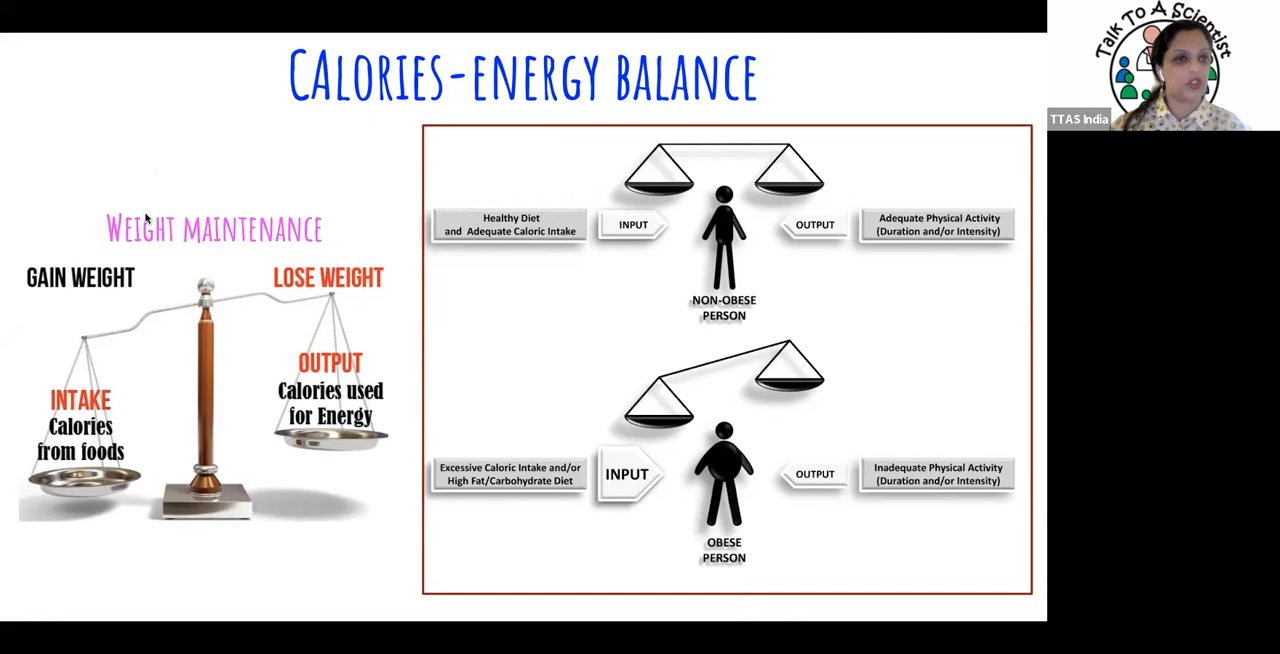 CALORIES-ENERGY BALANCE
WEIGHT MAINTENANCE
GAIN WEIGHT
LOSE WEIGHT
OUTPUT
Calories used
for Energy
INTAKE
Calories
from foods
Healthy Diet
and Adequate Caloric Intake
INPUT
OUTPUT
Adequate Physical Activity
(Duration and/or Intensity)
NON-OBESE
PERSON
Excessive Caloric Intake and/or
High Fat/Carbohydrate Diet
INPUT
OUTPUT
Inadequate Physical Activity
(Duration and/or Intensity)
OBESE
PERSON
Talk To A Scientist
TTAS India